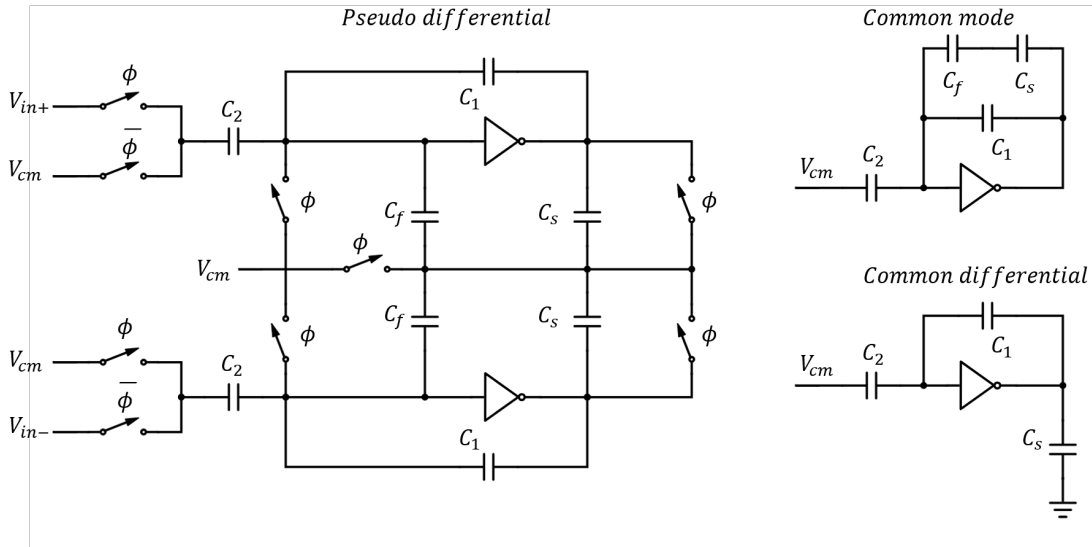 Pseudo differential
Common mode
ϕ
V_in+
C_2
C_1
C_f
C_s
ϕ̅
V_cm
C_1
C_2
V_cm
ϕ
ϕ
C_f
C_s
ϕ
V_cm
Common differential
C_f
C_s
ϕ
ϕ
ϕ
V_cm
C_2
C_1
C_2
V_cm
ϕ̅
V_in-
C_1
C_s